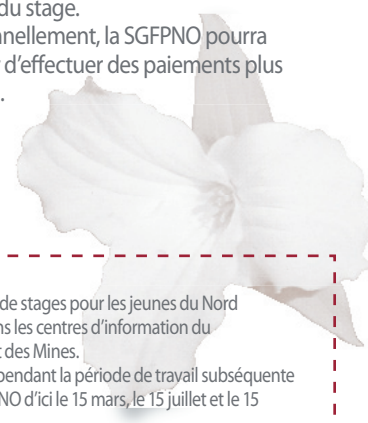 du stage.
nnellement, la SGFPNO pourra
d'effectuer des paiements plus
de stages pour les jeunes du Nord
ns les centres d'information du
t des Mines.
pendant la période de travail subséquente
NO d'ici le 15 mars, le 15 juillet et le 15